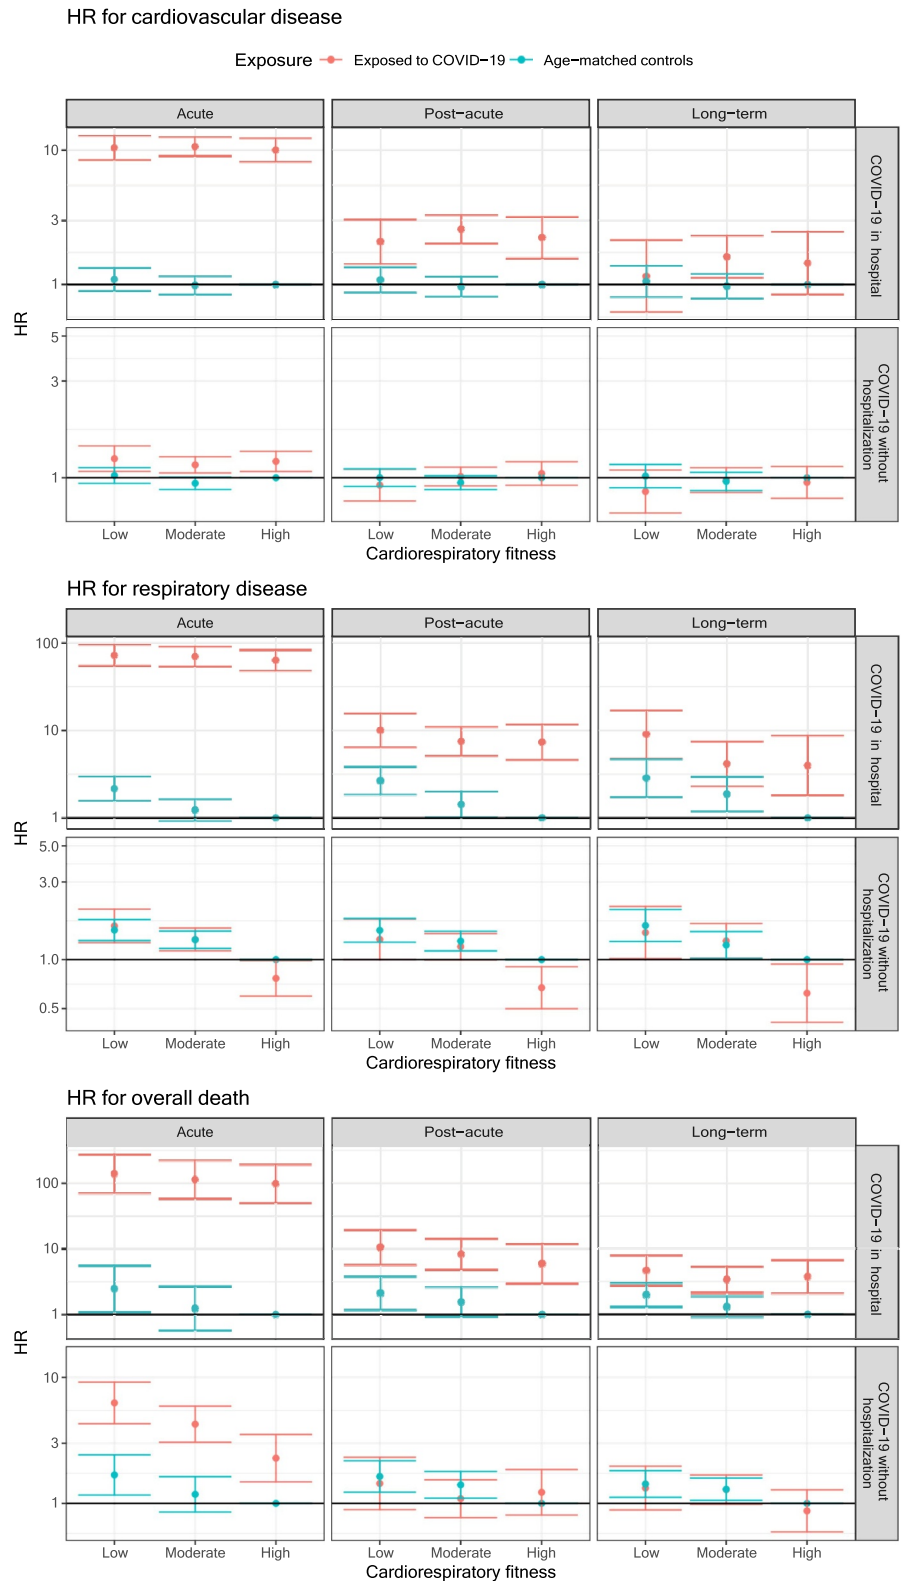 HR for cardiovascular disease
Exposure Exposed to COVID−19 Age−matched controls
Acute Post−acute Long−term
10
3
1
COVID−19 in hospital
HR
5
3
1
COVID−19 without
hospitalization
Low Moderate High Low Moderate High Low Moderate High
Cardiorespiratory fitness
HR for respiratory disease
Acute Post−acute Long−term
100
10
1
COVID−19 in hospital
HR
5.0
3.0
1.0
0.5
COVID−19 without
hospitalization
Low Moderate High Low Moderate High Low Moderate High
Cardiorespiratory fitness
HR for overall death
Acute Post−acute Long−term
100
10
1
COVID−19 in hospital
HR
10
3
1
COVID−19 without
hospitalization
Low Moderate High Low Moderate High Low Moderate High
Cardiorespiratory fitness